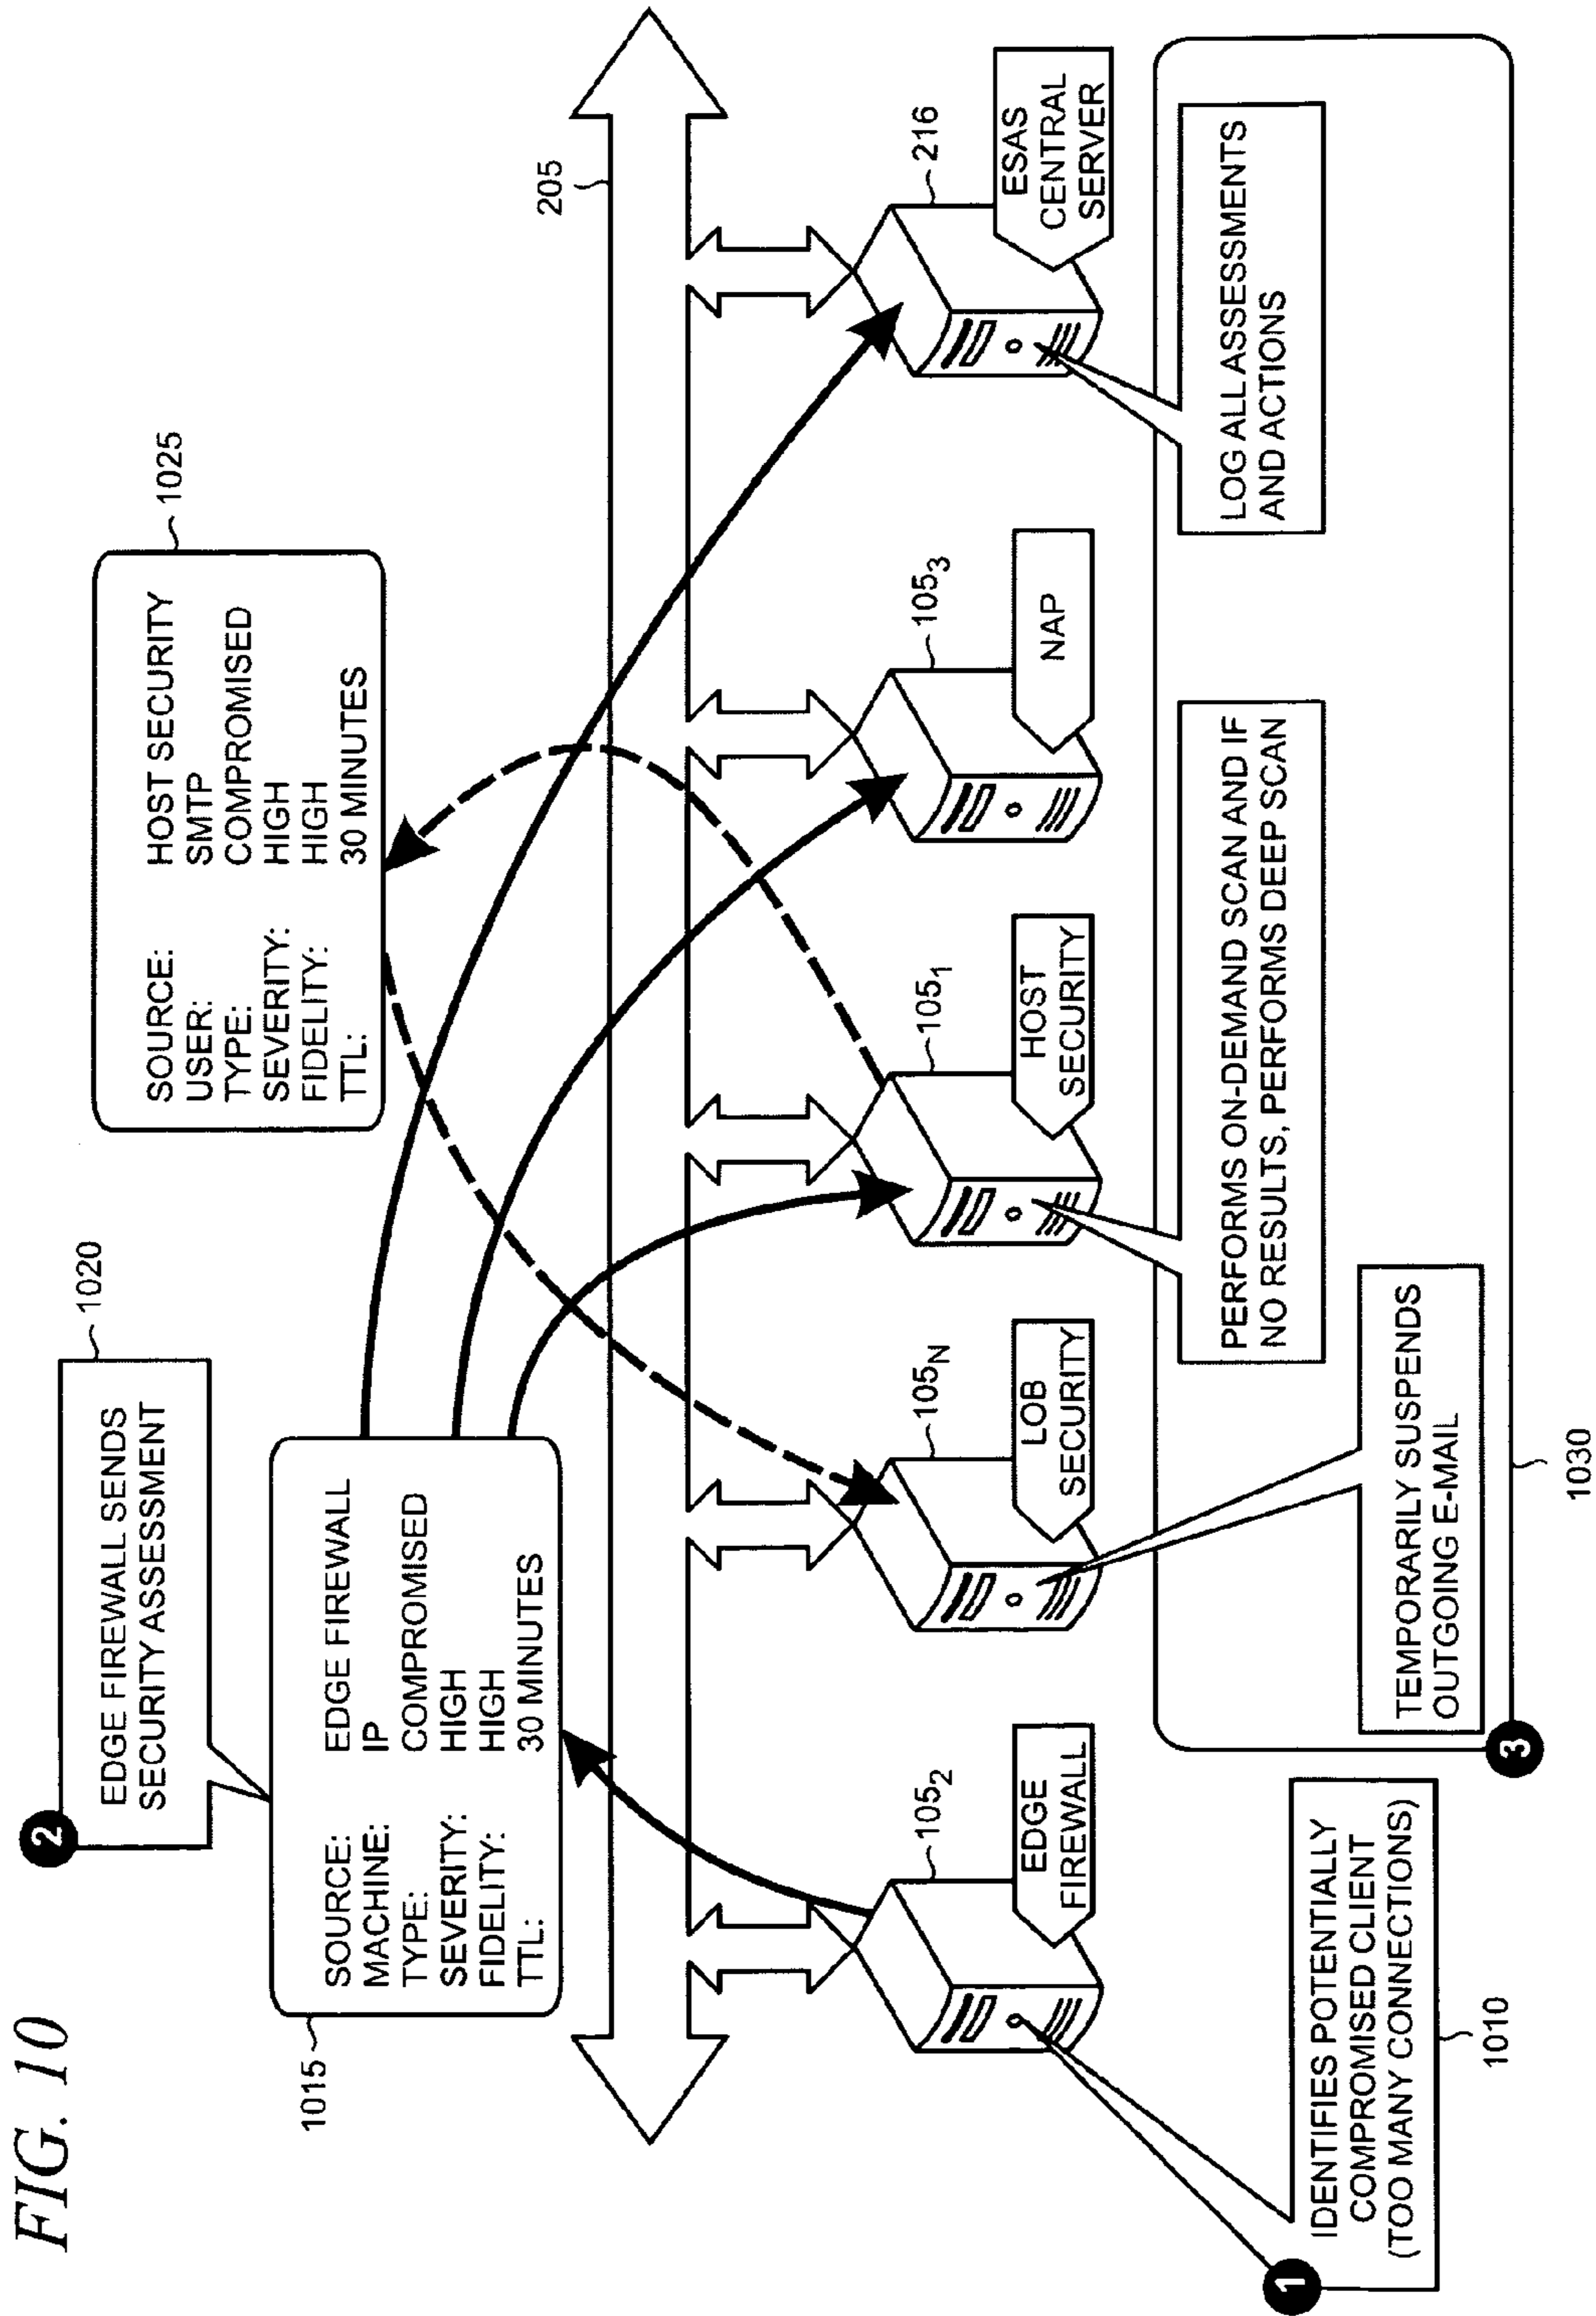 FIG. 10
2
EDGE FIREWALL SENDS
SECURITY ASSESSMENT
1020
1015
SOURCE: EDGE FIREWALL
MACHINE: IP
TYPE: COMPROMISED
SEVERITY: HIGH
FIDELITY: HIGH
TTL: 30 MINUTES
1025
SOURCE: HOST SECURITY
USER: SMTP
TYPE: COMPROMISED
SEVERITY: HIGH
FIDELITY: HIGH
TTL: 30 MINUTES
205
105₂
EDGE
FIREWALL
105N
LOB
SECURITY
105₁
HOST
SECURITY
105₃
NAP
216
ESAS
CENTRAL
SERVER
1
IDENTIFIES POTENTIALLY
COMPROMISED CLIENT
(TOO MANY CONNECTIONS)
1010
3
TEMPORARILY SUSPENDS
OUTGOING E-MAIL
PERFORMS ON-DEMAND SCAN AND IF
NO RESULTS, PERFORMS DEEP SCAN
LOG ALL ASSESSMENTS
AND ACTIONS
1030